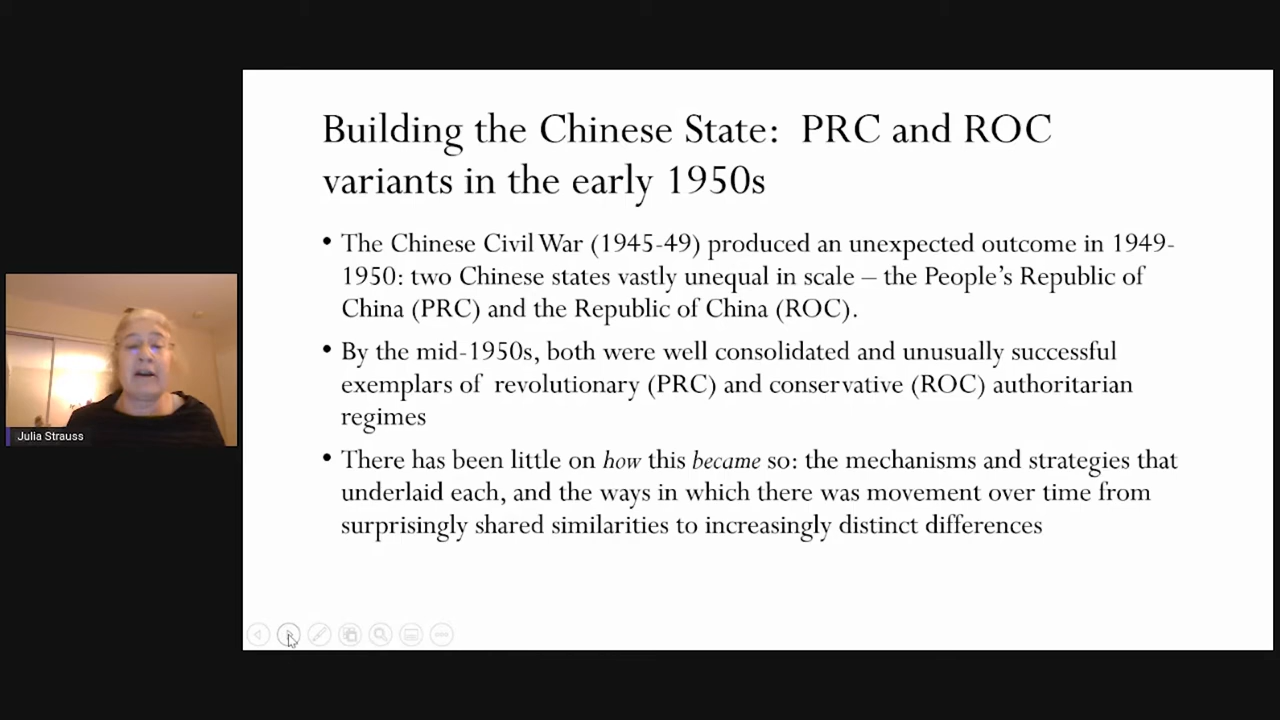 Building the Chinese State:  PRC and ROC
variants in the early 1950s
• The Chinese Civil War (1945-49) produced an unexpected outcome in 1949-
1950: two Chinese states vastly unequal in scale – the People’s Republic of
China (PRC) and the Republic of China (ROC).
• By the mid-1950s, both were well consolidated and unusually successful
exemplars of  revolutionary (PRC) and conservative (ROC) authoritarian
regimes
• There has been little on how this became so: the mechanisms and strategies that
underlaid each, and the ways in which there was movement over time from
surprisingly shared similarities to increasingly distinct differences
Julia Strauss